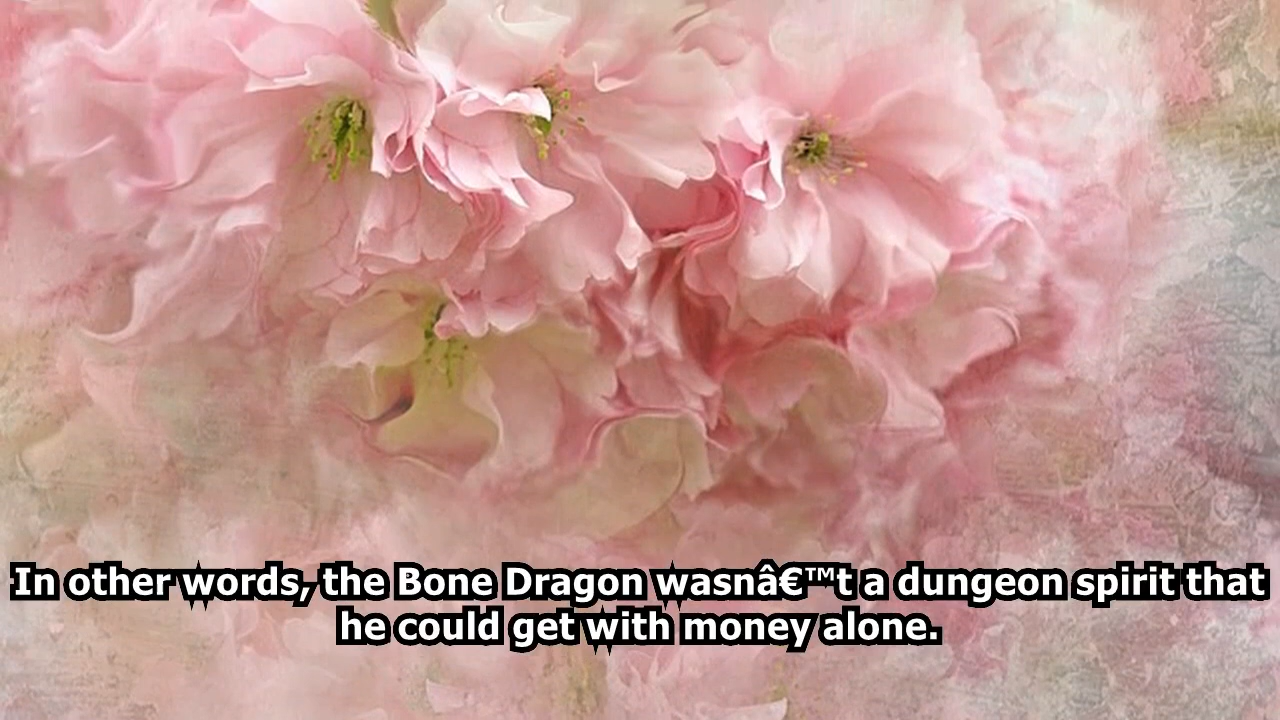 In other words, the Bone Dragon wasnâ€™t a dungeon spirit that
he could get with money alone.